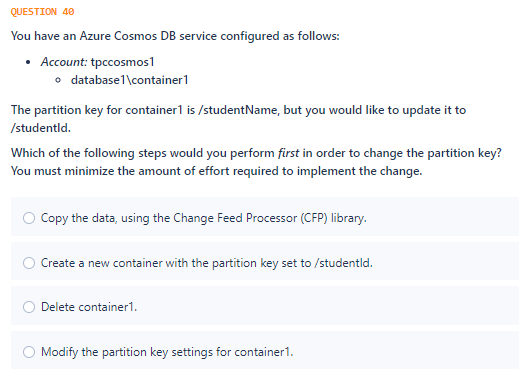 QUESTION 40
You have an Azure Cosmos DB service configured as follows:
• Account: tpccosmos1
○ database1\container1
The partition key for container1 is /studentName, but you would like to update it to
/studentId.
Which of the following steps would you perform first in order to change the partition key?
You must minimize the amount of effort required to implement the change.
Copy the data, using the Change Feed Processor (CFP) library.
Create a new container with the partition key set to /studentId.
Delete container1.
Modify the partition key settings for container1.